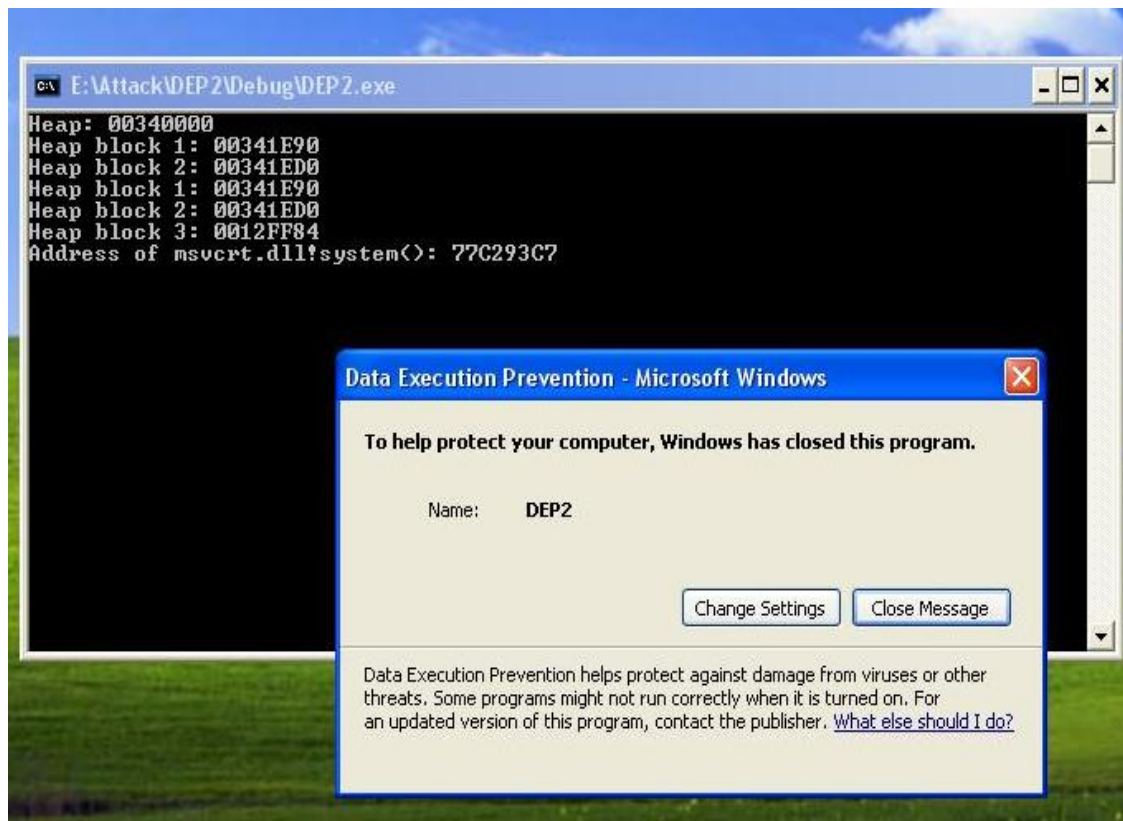 E:\Attack\DEP2\Debug\DEP2.exe
Heap: 00340000
Heap block 1: 00341E90
Heap block 2: 00341ED0
Heap block 1: 00341E90
Heap block 2: 00341ED0
Heap block 3: 0012FF84
Address of msvcrt.dll!system(): 77C293C7
Data Execution Prevention - Microsoft Windows
To help protect your computer, Windows has closed this program.
Name: DEP2
Change Settings Close Message
Data Execution Prevention helps protect against damage from viruses or other
threats. Some programs might not run correctly when it is turned on. For
an updated version of this program, contact the publisher. What else should I do?